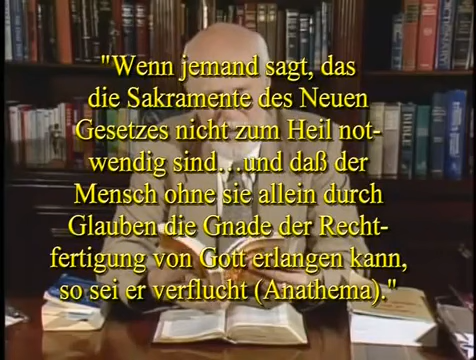 "Wenn jemand sagt, das
die Sakramente des Neuen
Gesetzes nicht zum Heil not-
wendig sind...und daß der
Mensch ohne sie allein durch
Glauben die Gnade der Recht-
fertigung von Gott erlangen kann,
so sei er verflucht (Anathema)."